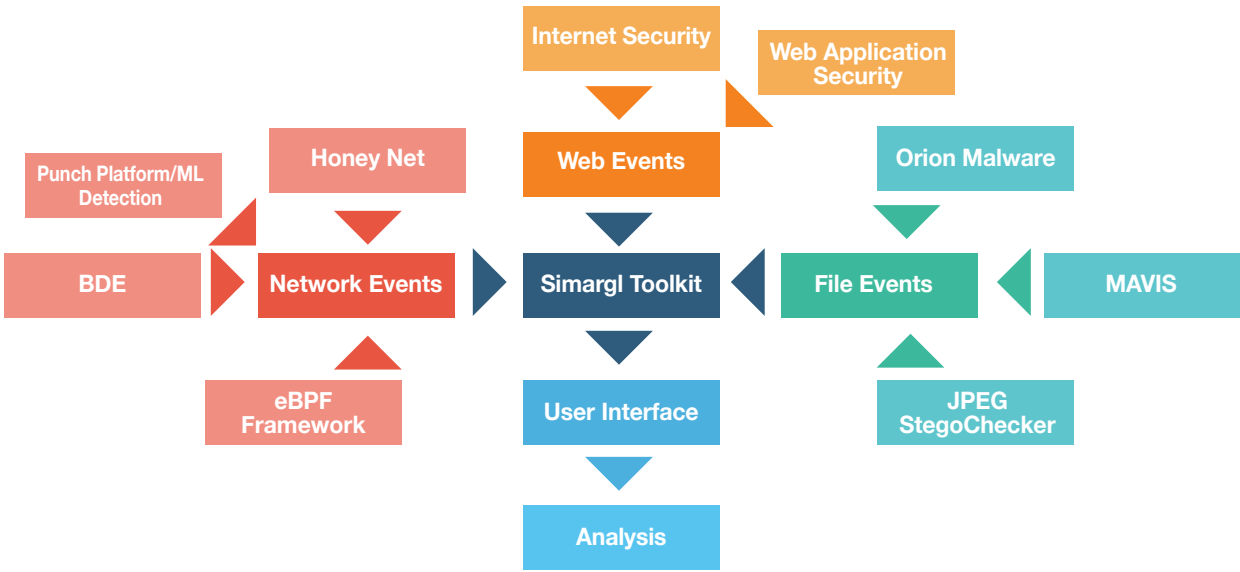 Internet Security
Web Application
Security
Honey Net
Web Events
Orion Malware
Punch Platform/ML
Detection
BDE
Network Events
Simargl Toolkit
File Events
MAVIS
eBPF
Framework
User Interface
JPEG
StegoChecker
Analysis